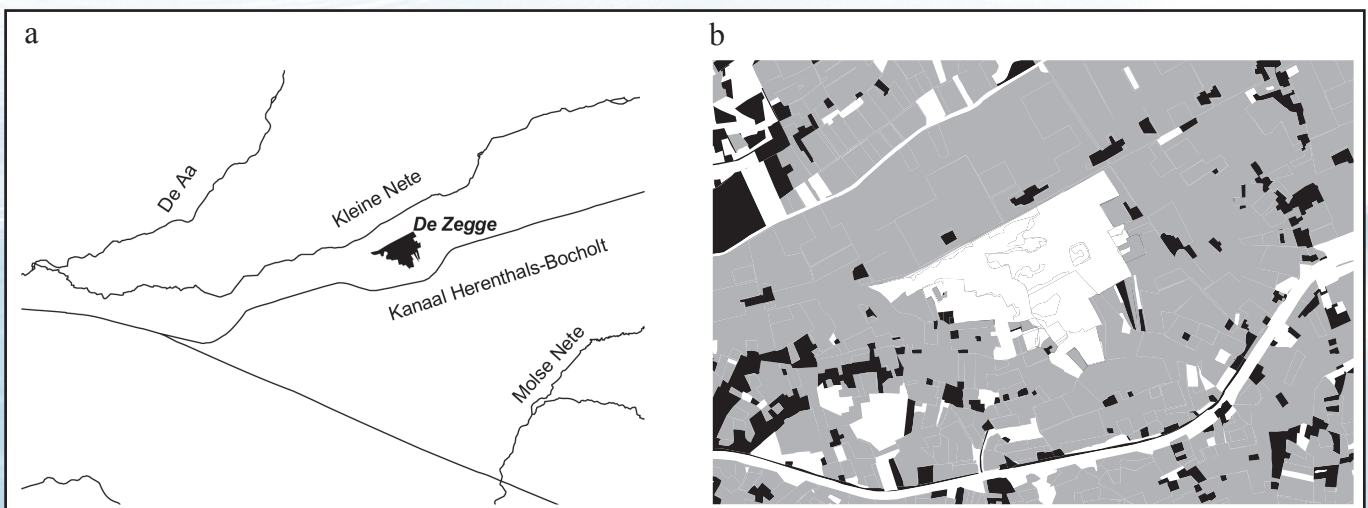 a
b
De Aa
Kleine Nete
De Zegge
Kanaal Herenthals-Bocholt
Molse Nete